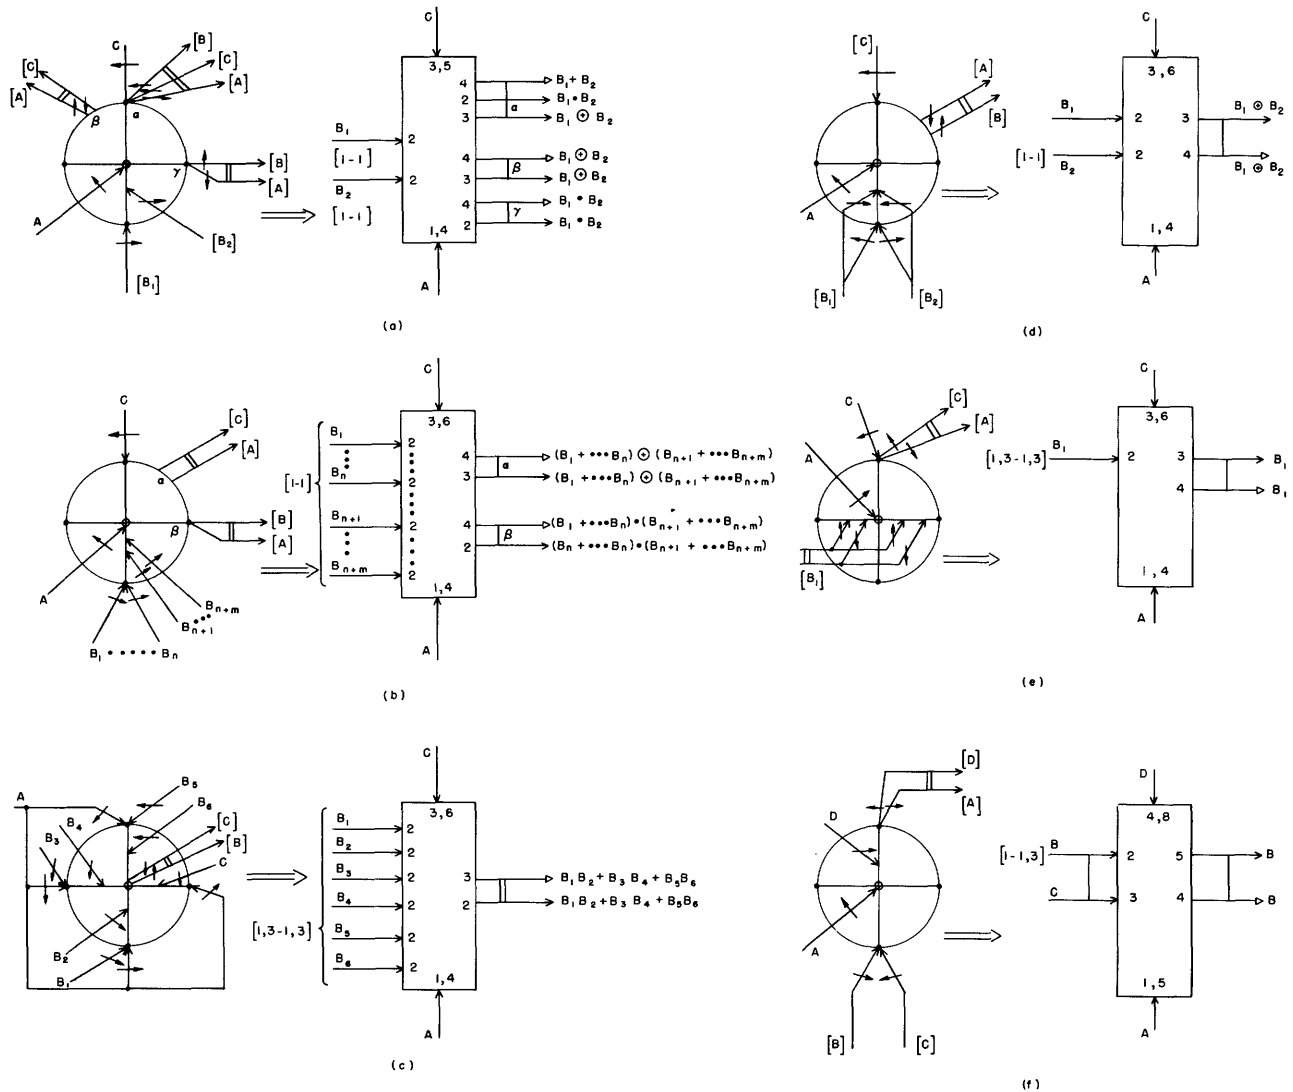 C
[B]
[C]
[A]
[C]
[A]
β
α
γ
[B]
[A]
A
[B₂]
[B₁]
C
3,5
4
B₁ + B₂
2
B₁ • B₂
α
3
B₁ ⊕ B₂
B₁
2
[1-1]
4
B₁ ⊕ B₂
β
B₂
2
3
B₁ ⊕ B₂
[1-1]
4
B₁ • B₂
γ
2
B₁ • B₂
1,4
A
(a)
[C]
[A]
[B]
A
[B₁]
[B₂]
C
3,6
B₁
2
3
B₁ ⊕ B₂
[1-1]
B₂
2
4
B₁ ⊕ B₂
1,4
A
(d)
C
[C]
[A]
α
β
[B]
[A]
A
Bₙ₊ₘ
Bₙ₊₁
B₁ ••••• Bₙ
C
3,6
[1-1]
B₁
2
Bₙ
2
Bₙ₊₁
2
Bₙ₊ₘ
2
4
α
(B₁ + •••Bₙ) ⊕ (Bₙ₊₁ + •••Bₙ₊ₘ)
3
(B₁ + •••Bₙ) ⊕ (Bₙ₊₁ + •••Bₙ₊ₘ)
4
β
(B₁ + •••Bₙ)•(Bₙ₊₁ + •••Bₙ₊ₘ)
2
(Bₙ + •••Bₙ)•(Bₙ₊₁ + •••Bₙ₊ₘ)
1,4
A
(b)
C
[C]
[A]
A
[B₁]
C
3,6
[1,3-1,3]
B₁
2
3
B₁
4
B₁
1,4
A
(e)
A
B₅
B₆
B₄
B₃
[C]
[B]
C
B₂
B₁
C
3,6
[1,3-1,3]
B₁
2
B₂
2
B₃
2
B₄
2
B₅
2
B₆
2
3
B₁B₂ + B₃ B₄ + B₅B₆
2
B₁B₂ + B₃ B₄ + B₅B₆
1,4
A
(c)
[D]
[A]
D
A
[B]
[C]
D
4,8
[1-1,3]
B
2
5
B
C
3
4
B
1,5
A
(f)